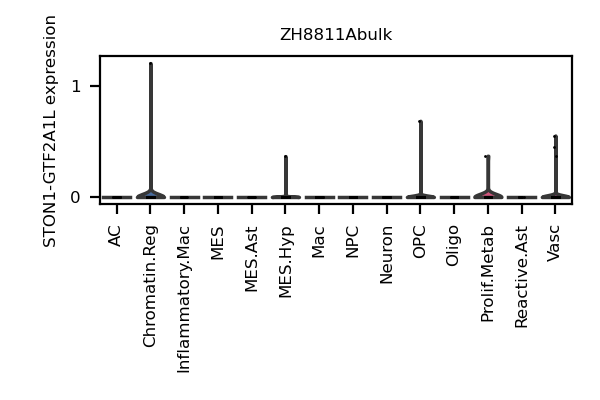 ZH8811Abulk
STON1-GTF2A1L expression
1
0
AC
Chromatin.Reg
Inflammatory.Mac
MES
MES.Ast
MES.Hyp
Mac
NPC
Neuron
OPC
Oligo
Prolif.Metab
Reactive.Ast
Vasc